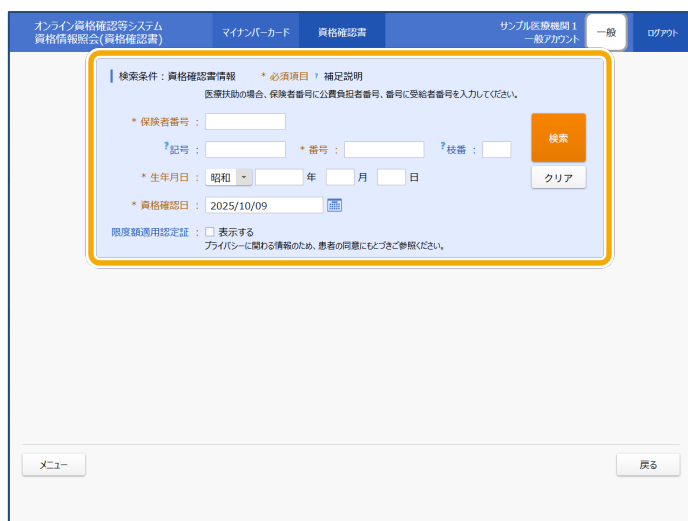 オンライン資格確認等システム
資格情報照会(資格確認書)
マイナンバーカード 資格確認書
サンプル医療機関1
一般アカウント
一般 ログアウト
検索条件：資格確認書情報 * 必須項目 ? 補足説明
医療扶助の場合、保険者番号に公費負担者番号、番号に受給者番号を入力してください。
* 保険者番号 :
?記号 : * 番号 : ?枝番 :
検索
* 生年月日 : 昭和 年 月 日
クリア
* 資格確認日 : 2025/10/09
限度額適用認定証 : 表示する
プライバシーに関わる情報のため、患者の同意にもとづきご参照ください。
メニュー 戻る